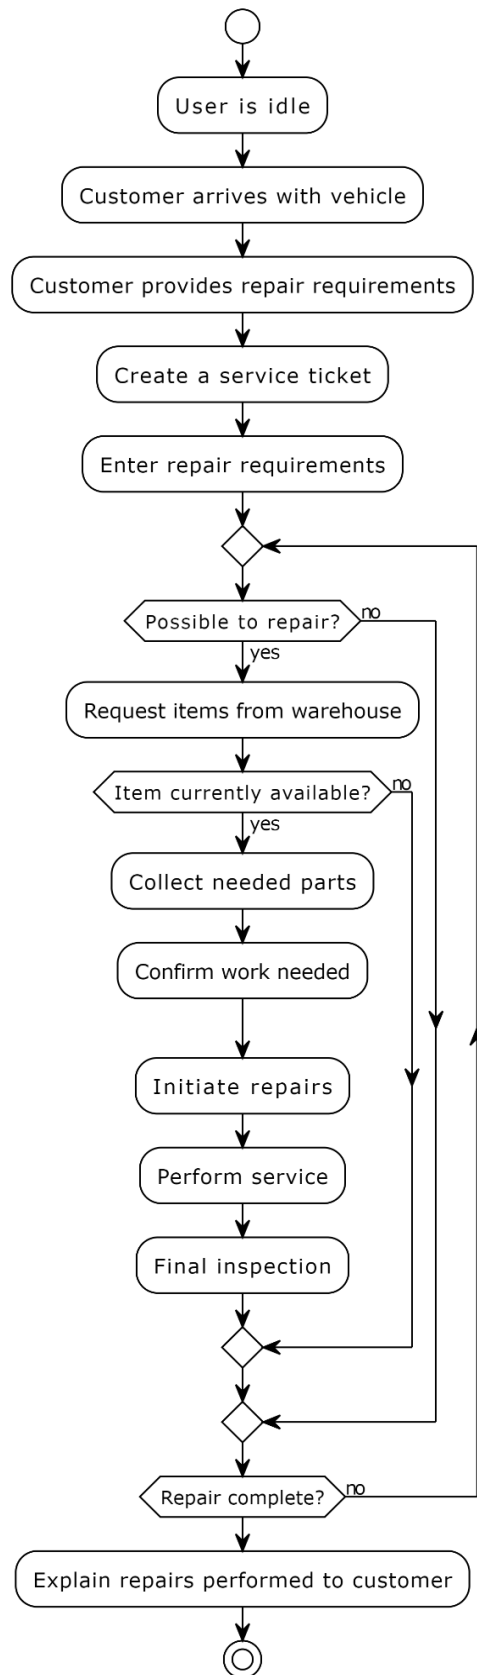 User is idle
Customer arrives with vehicle
Customer provides repair requirements
Create a service ticket
Enter repair requirements
Possible to repair?
no
yes
Request items from warehouse
Item currently available?
no
yes
Collect needed parts
Confirm work needed
Initiate repairs
Perform service
Final inspection
Repair complete?
no
Explain repairs performed to customer